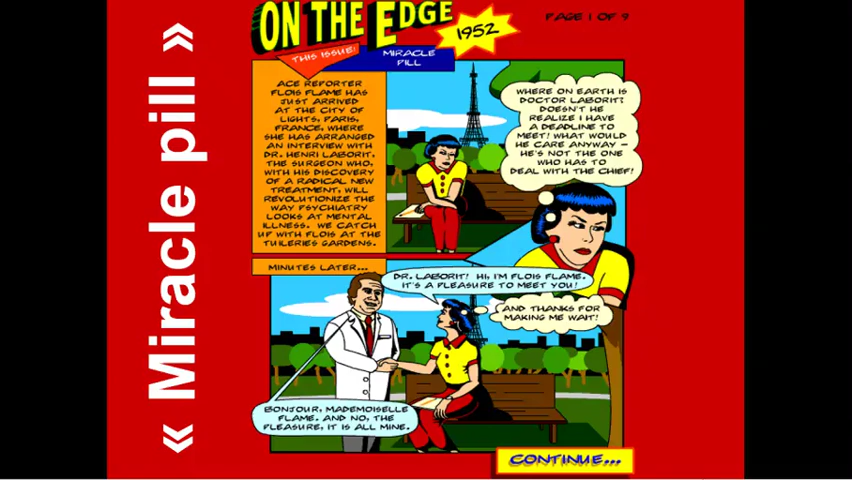 « Miracle pill »
ON THE EDGE
1952
PAGE 1 OF 9
THIS ISSUE:
MIRACLE
PILL
ACE REPORTER
FLOIS FLAME HAS
JUST ARRIVED
AT THE CITY OF
LIGHTS, PARIS,
FRANCE, WHERE
SHE HAS ARRANGED
AN INTERVIEW WITH
DR. HENRI LABORIT,
THE SURGEON WHO,
WITH HIS DISCOVERY
OF A RADICAL NEW
TREATMENT, WILL
REVOLUTIONIZE THE
WAY PSYCHIATRY
LOOKS AT MENTAL
ILLNESS. WE CATCH
UP WITH FLOIS AT THE
TUILERIES GARDENS.
WHERE ON EARTH IS
DOCTOR LABORIT?
DOESN'T HE
REALIZE I HAVE
A DEADLINE TO
MEET! WHAT WOULD
HE CARE ANYWAY –
HE'S NOT THE ONE
WHO HAS TO
DEAL WITH THE CHIEF!
MINUTES LATER...
DR. LABORIT! HI, I'M FLOIS FLAME.
IT'S A PLEASURE TO MEET YOU!
AND THANKS FOR
MAKING ME WAIT!
BONJOUR, MADEMOISELLE
FLAME. AND NO, THE
PLEASURE, IT IS ALL MINE.
CONTINUE...